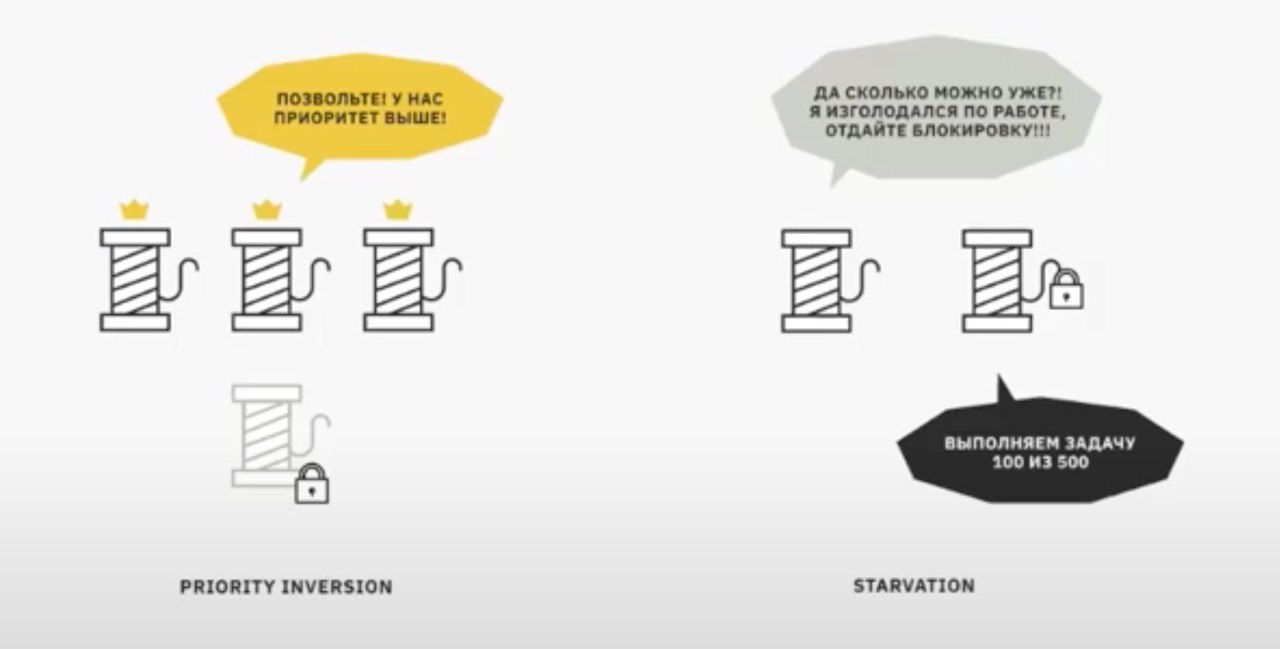 ПОЗВОЛЬТЕ! У НАС
ПРИОРИТЕТ ВЫШЕ!
ДА СКОЛЬКО МОЖНО УЖЕ?!
Я ИЗГОЛОДАЛСЯ ПО РАБОТЕ,
ОТДАЙТЕ БЛОКИРОВКУ!!!
ВЫПОЛНЯЕМ ЗАДАЧУ
100 ИЗ 500
PRIORITY INVERSION
STARVATION